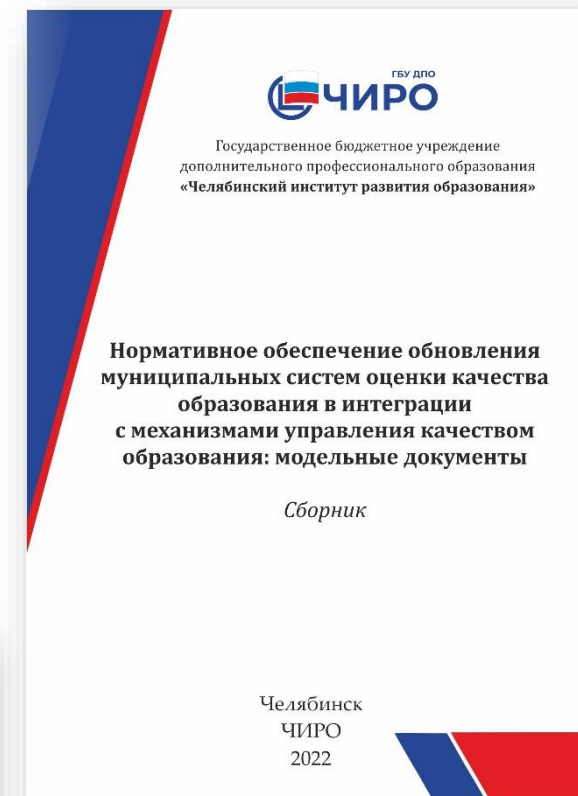 ГБУ ДПО
ЧИРО
Государственное бюджетное учреждение
дополнительного профессионального образования
«Челябинский институт развития образования»
Нормативное обеспечение обновления
муниципальных систем оценки качества
образования в интеграции
с механизмами управления качеством
образования: модельные документы
Сборник
Челябинск
ЧИРО
2022